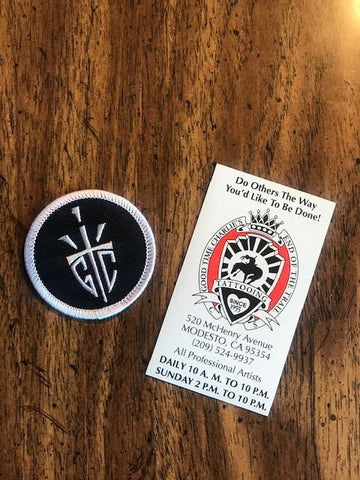 GTC
Do Others The Way
You'd Like To Be Done!
GOOD TIME CHARLIE'S
END OF THE TRAIL
TATTOOING
SINCE
520 McHenry Avenue
MODESTO, CA 95354
(209) 524-9937
All Professional Artists
DAILY 10 A. M. TO 10 P.M.
SUNDAY 2 P.M. TO 10 P.M.